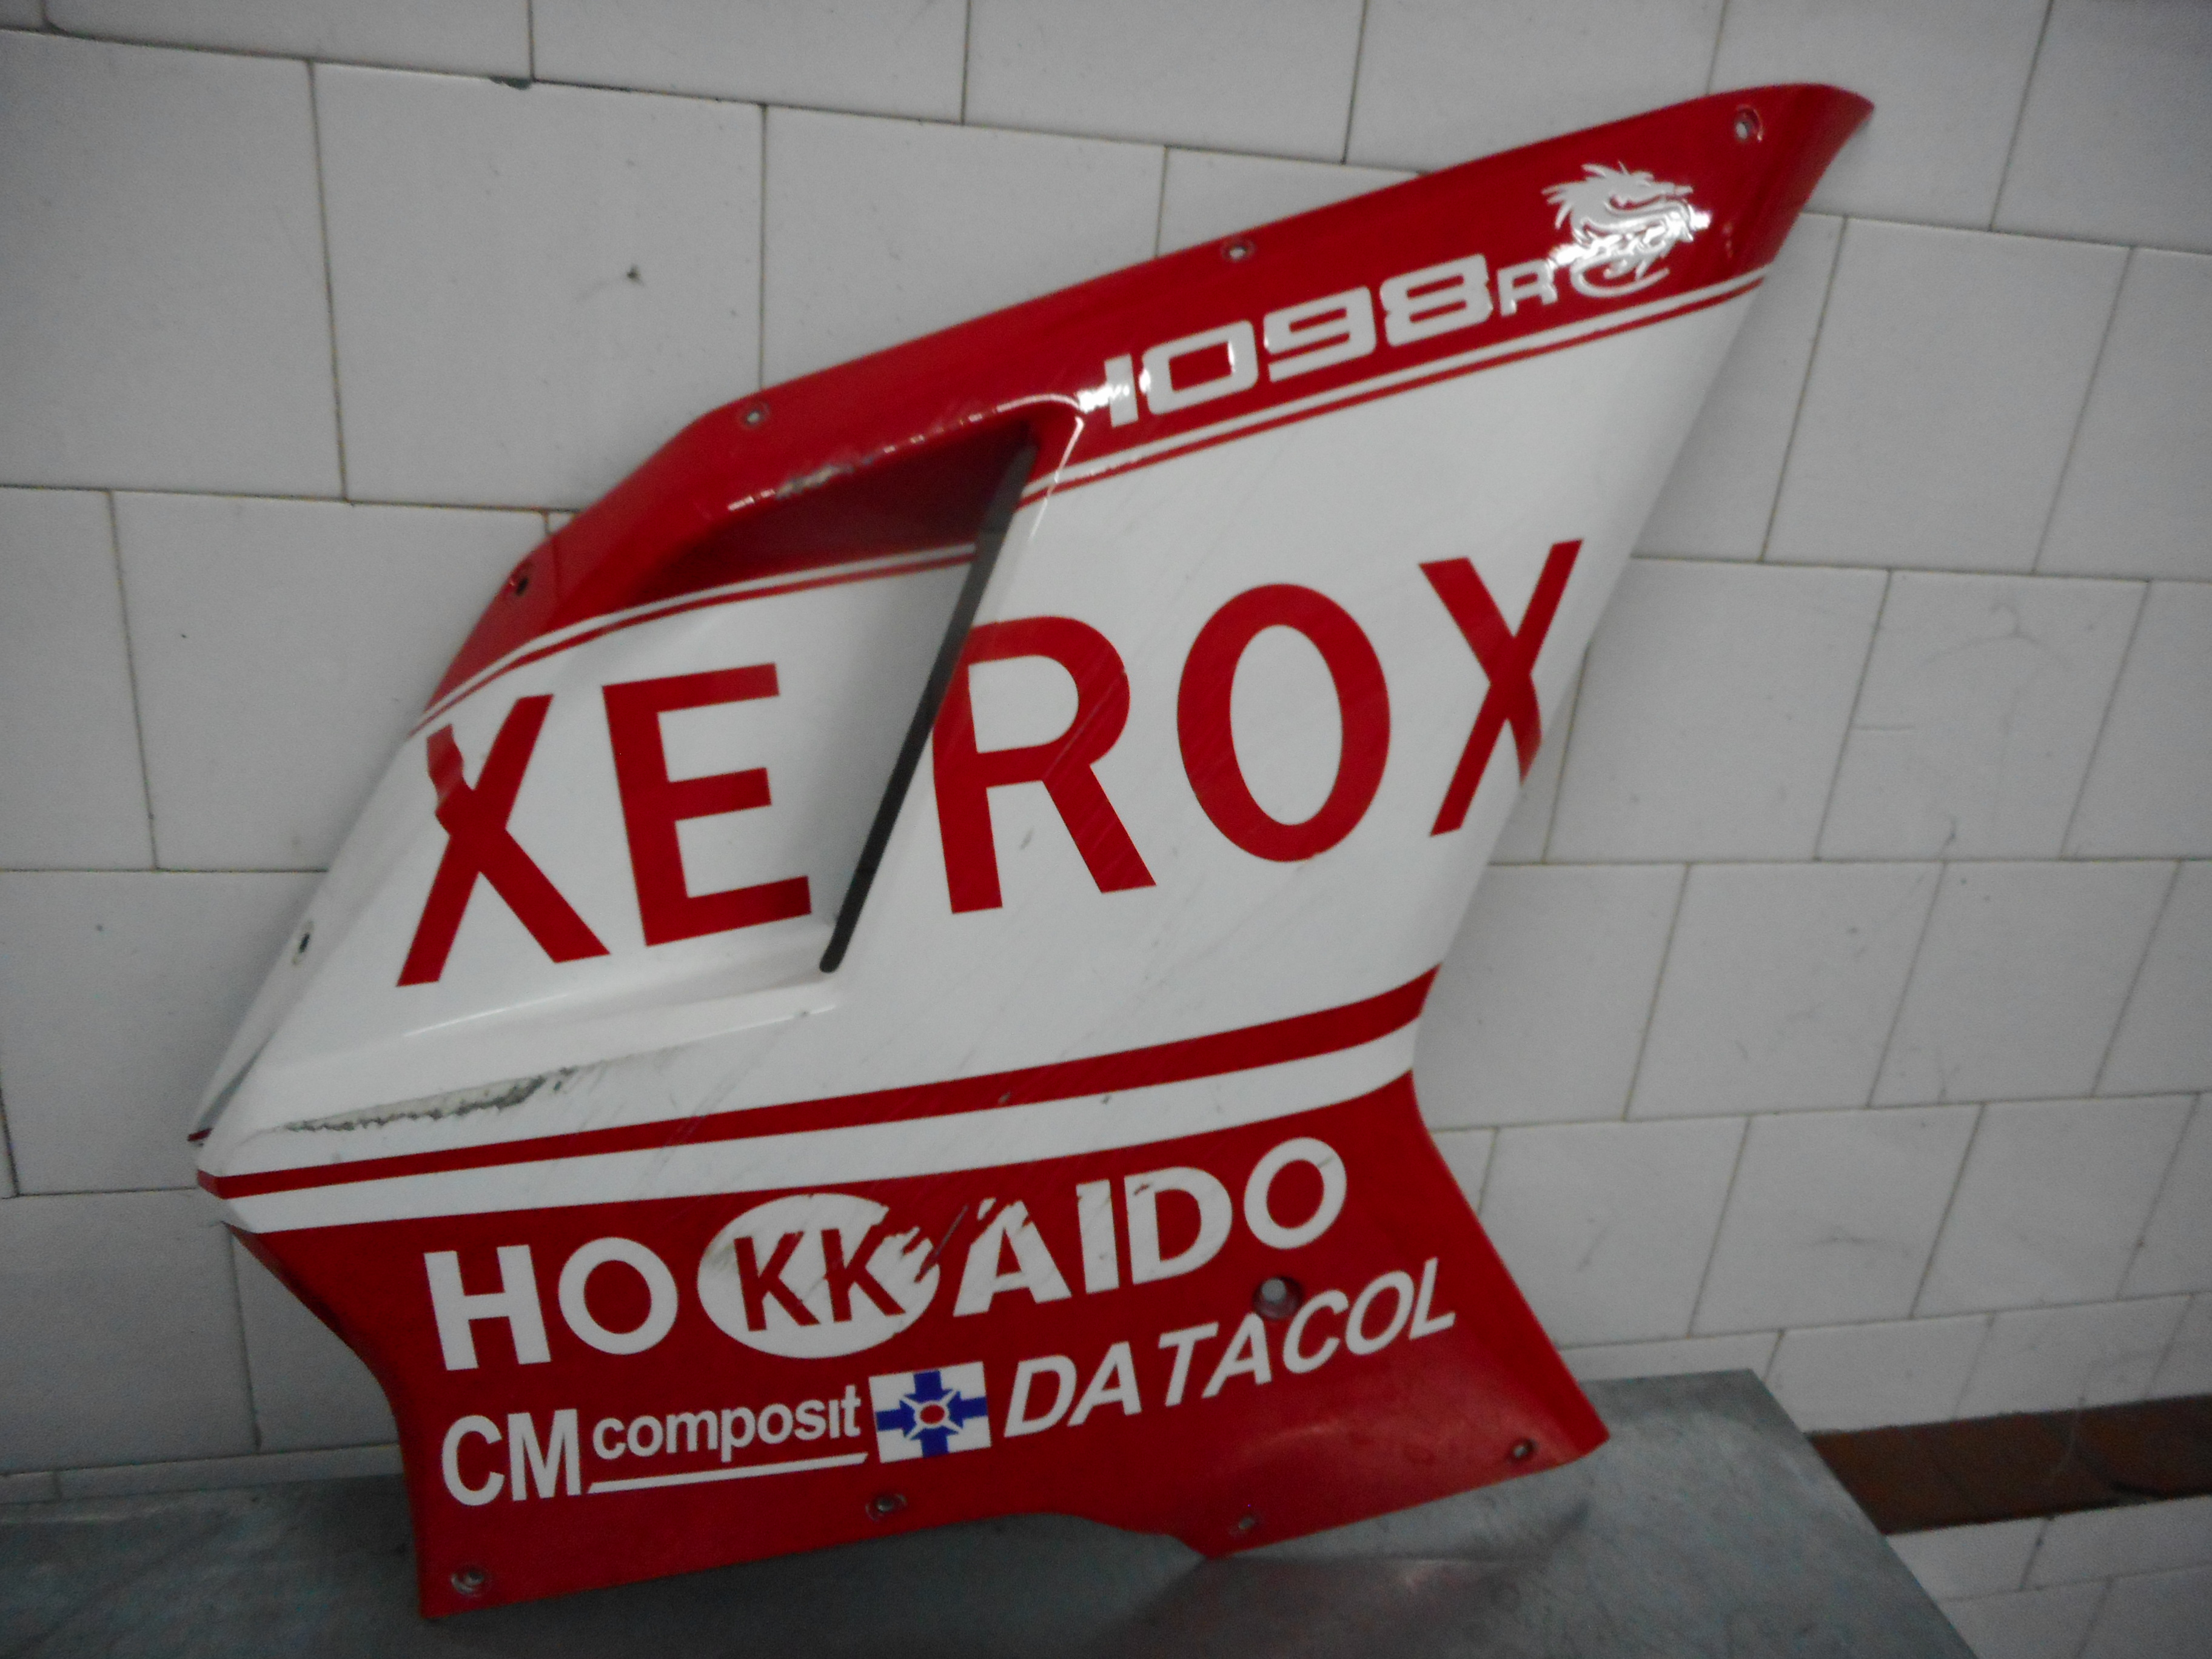 1098R
XEROX
HOKKAIDO
CM composit DATACOL